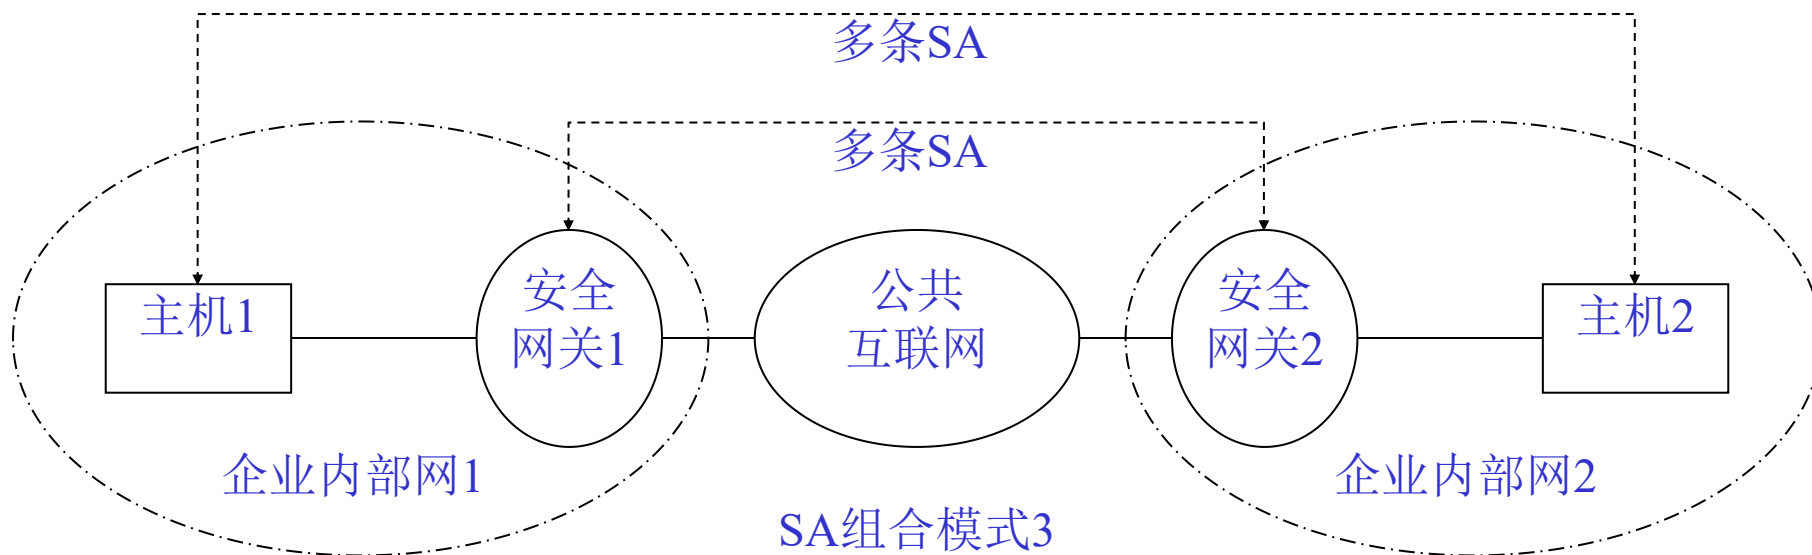 多条SA
多条SA
主机1
安全
网关1
公共
互联网
安全
网关2
主机2
企业内部网1
企业内部网2
SA组合模式3